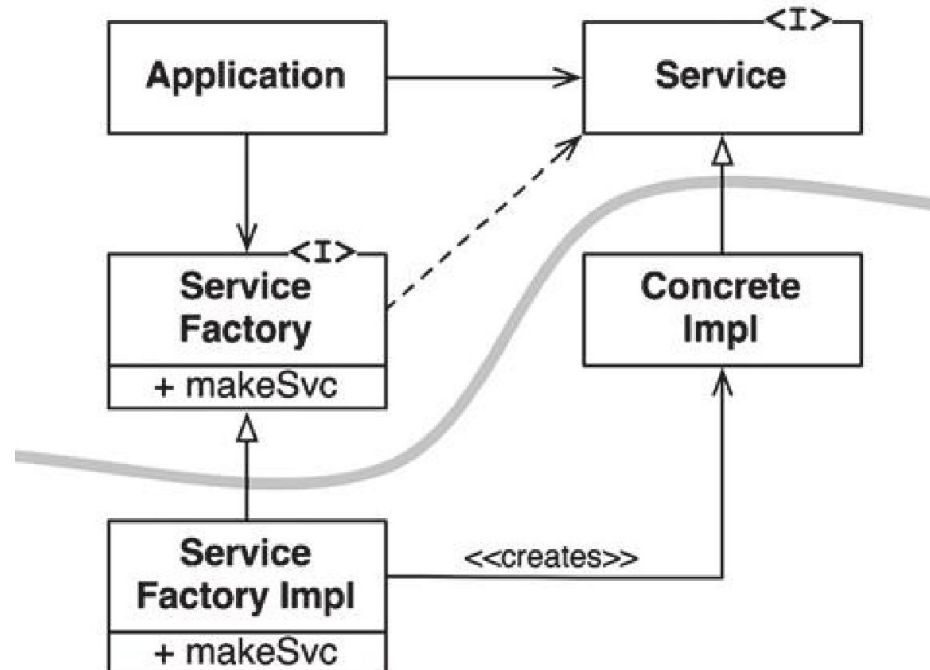 <I>
Application
Service
<I>
Service
Factory
+ makeSvc
Concrete
Impl
Service
Factory Impl
+ makeSvc
<<creates>>